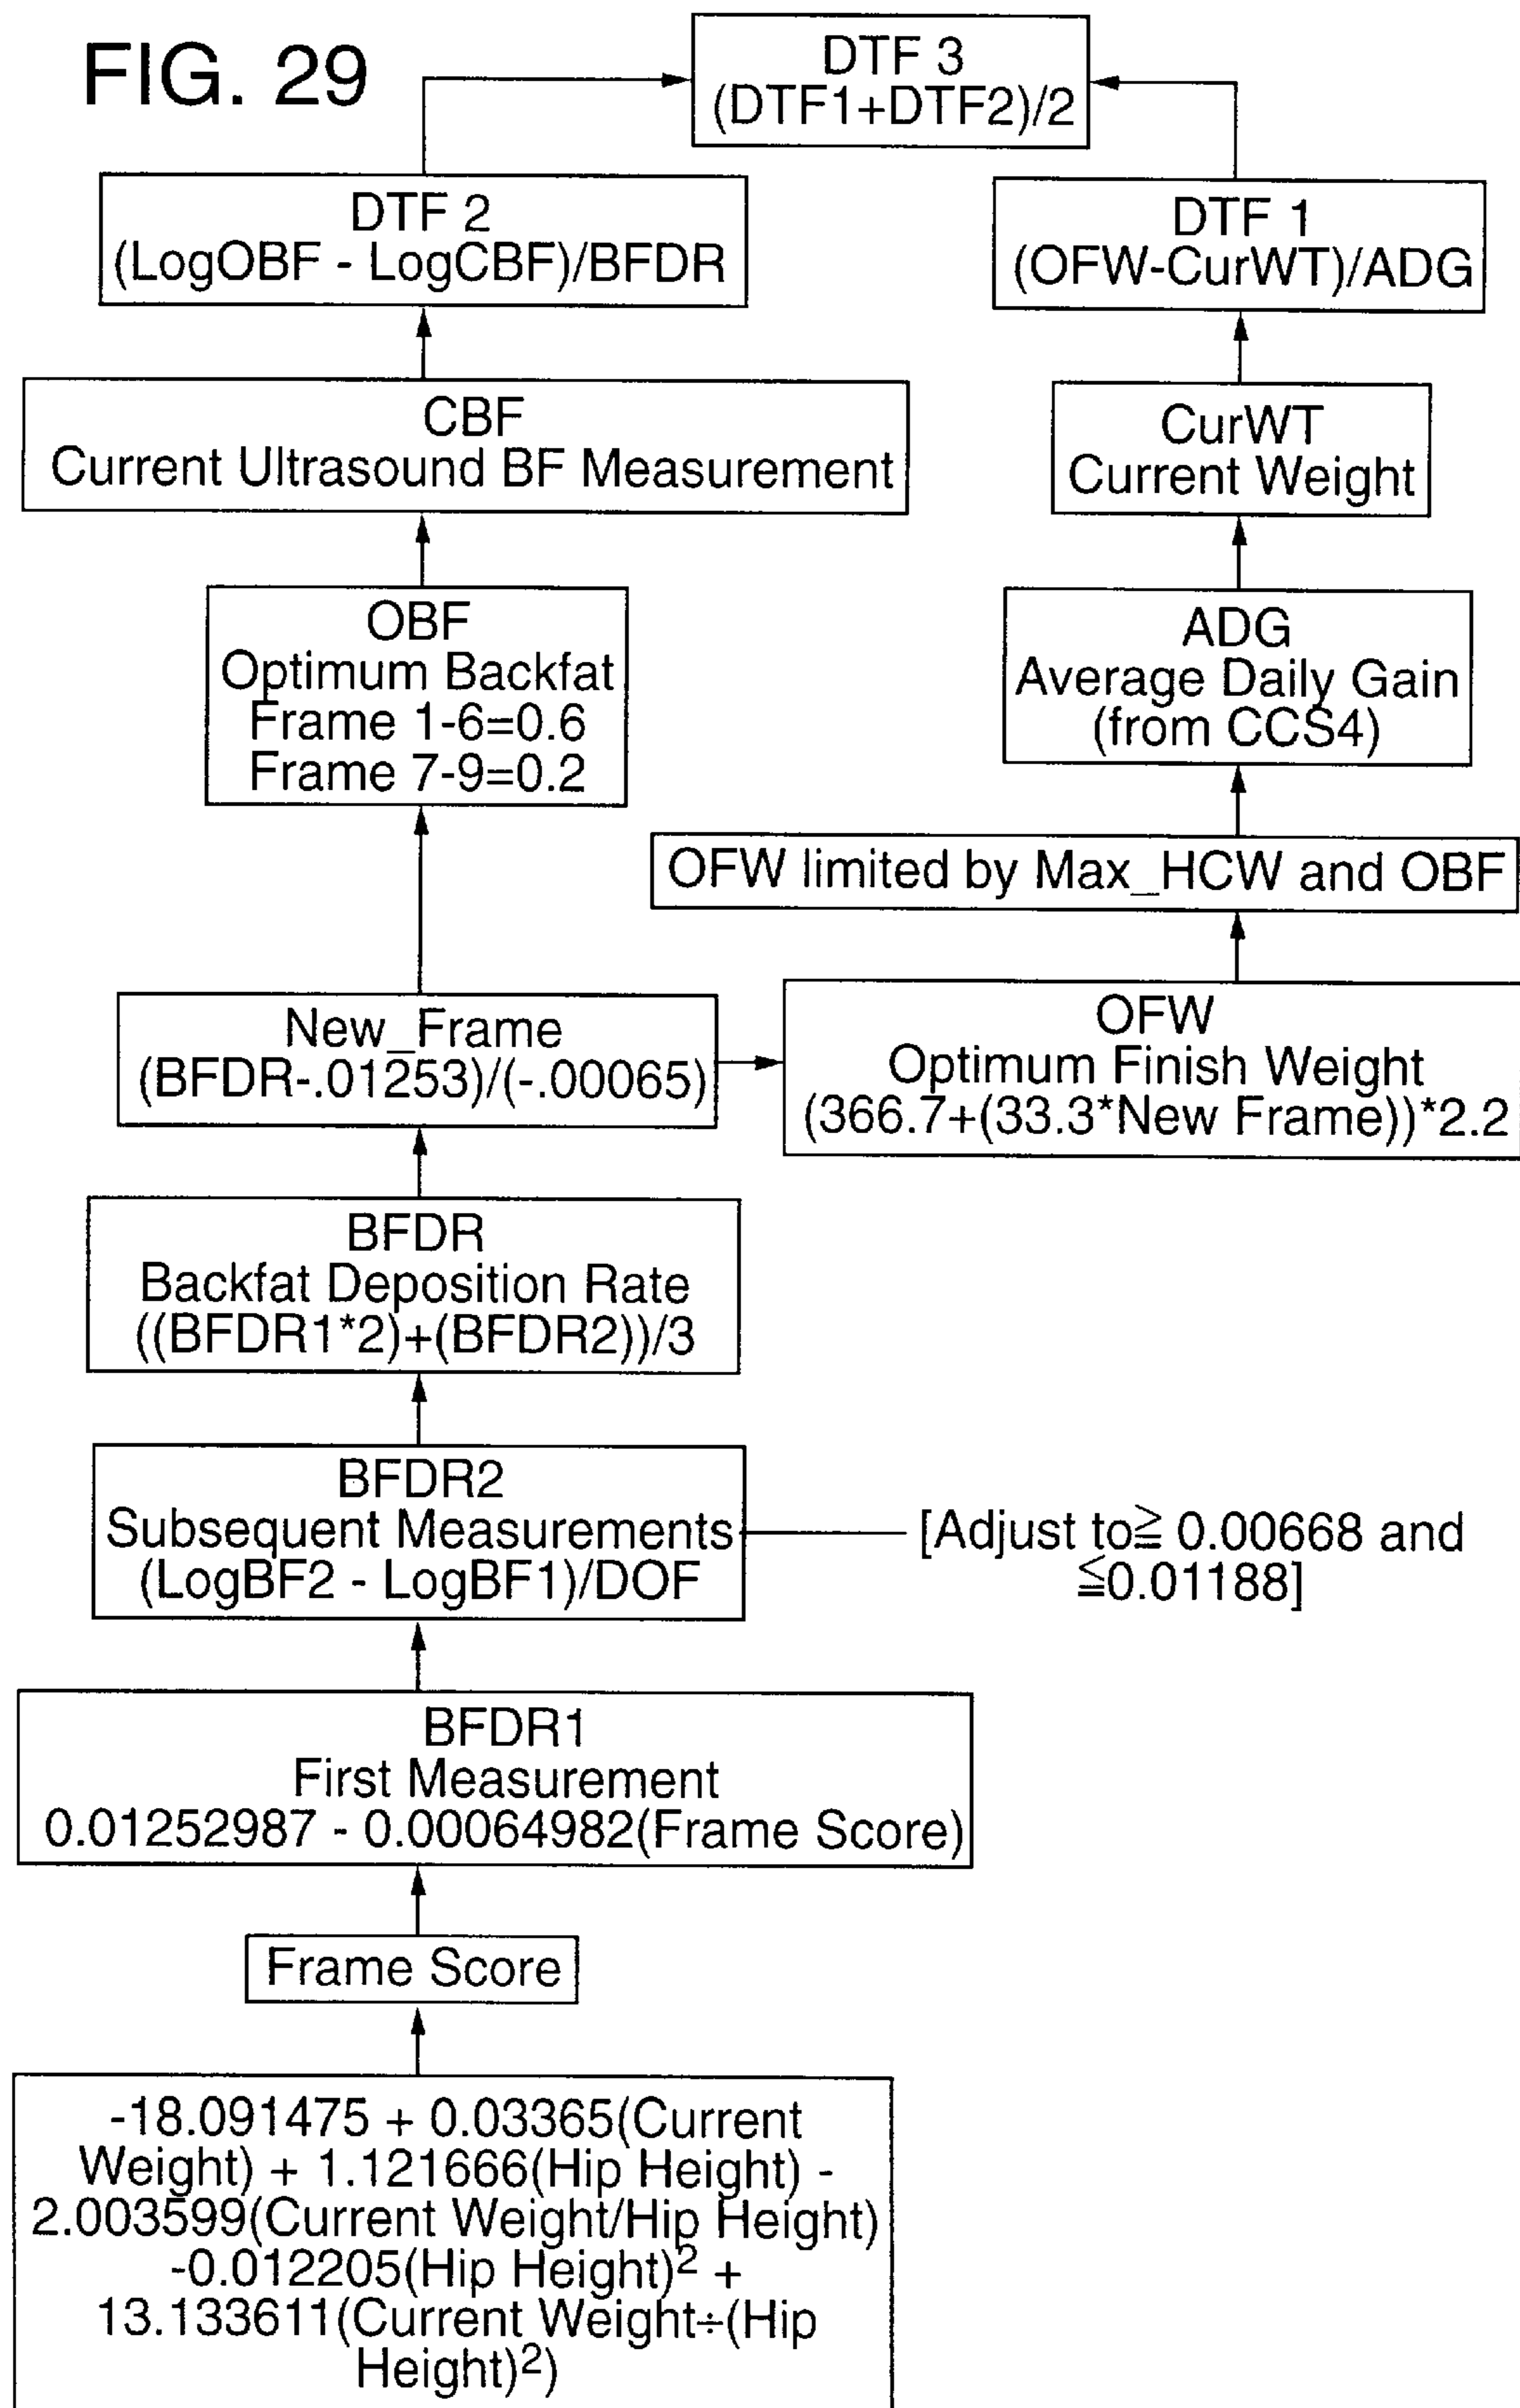 FIG. 29
DTF 3
(DTF1+DTF2)/2
DTF 2
(LogOBF - LogCBF)/BFDR
DTF 1
(OFW-CurWT)/ADG
CBF
Current Ultrasound BF Measurement
CurWT
Current Weight
OBF
Optimum Backfat
Frame 1-6=0.6
Frame 7-9=0.2
ADG
Average Daily Gain
(from CCS4)
OFW limited by Max_HCW and OBF
New_Frame
(BFDR-.01253)/(-.00065)
OFW
Optimum Finish Weight
(366.7+(33.3*New Frame))*2.2
BFDR
Backfat Deposition Rate
((BFDR1*2)+(BFDR2))/3
BFDR2
Subsequent Measurements
(LogBF2 - LogBF1)/DOF
[Adjust to≧ 0.00668 and
≦0.01188]
BFDR1
First Measurement
0.01252987 - 0.00064982(Frame Score)
Frame Score
-18.091475 + 0.03365(Current
Weight) + 1.121666(Hip Height) -
2.003599(Current Weight/Hip Height)
-0.012205(Hip Height)² +
13.133611(Current Weight÷(Hip
Height)²)